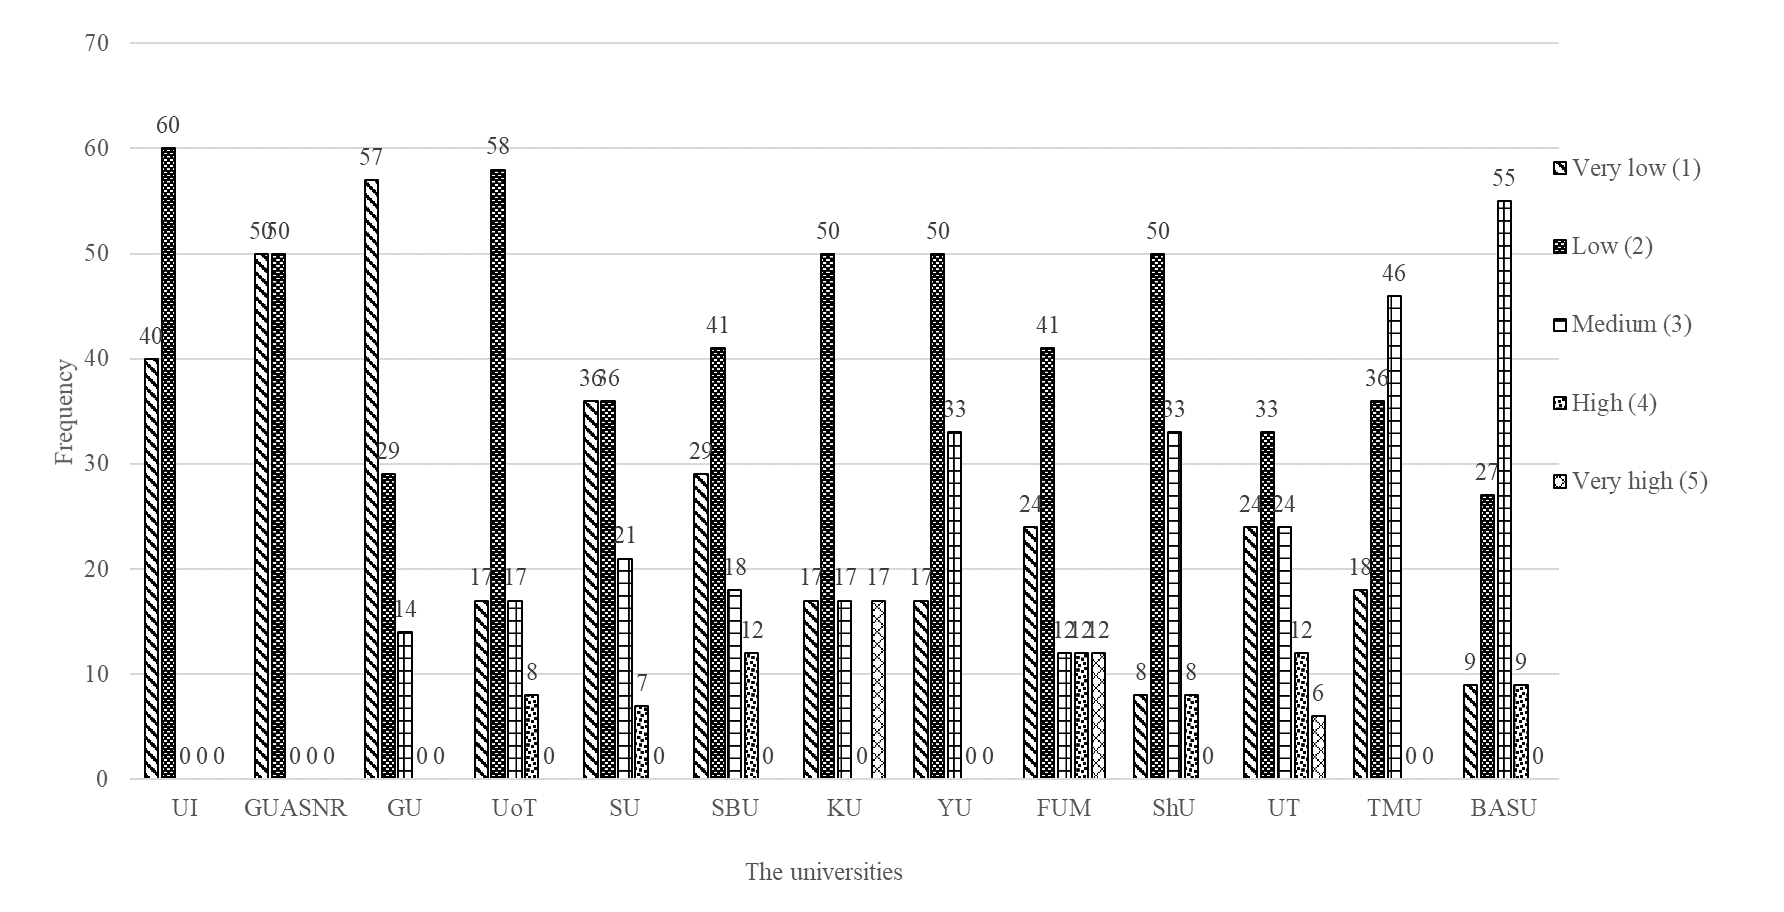 70
60
50
40
30
20
10
0
Frequency
40 60 0 0 0
50 50 0 0 0
57 29 14 0 0
17 58 17 8 0
36 36 21 7 0
29 41 18 12 0
17 50 17 0 17
17 50 33 0 0
24 41 12 12 12
8 50 33 8 0
24 33 24 12 6
18 36 46 0 0
9 27 55 9 0
UI GUASNR GU UoT SU SBU KU YU FUM ShU UT TMU BASU
The universities
Very low (1)
Low (2)
Medium (3)
High (4)
Very high (5)